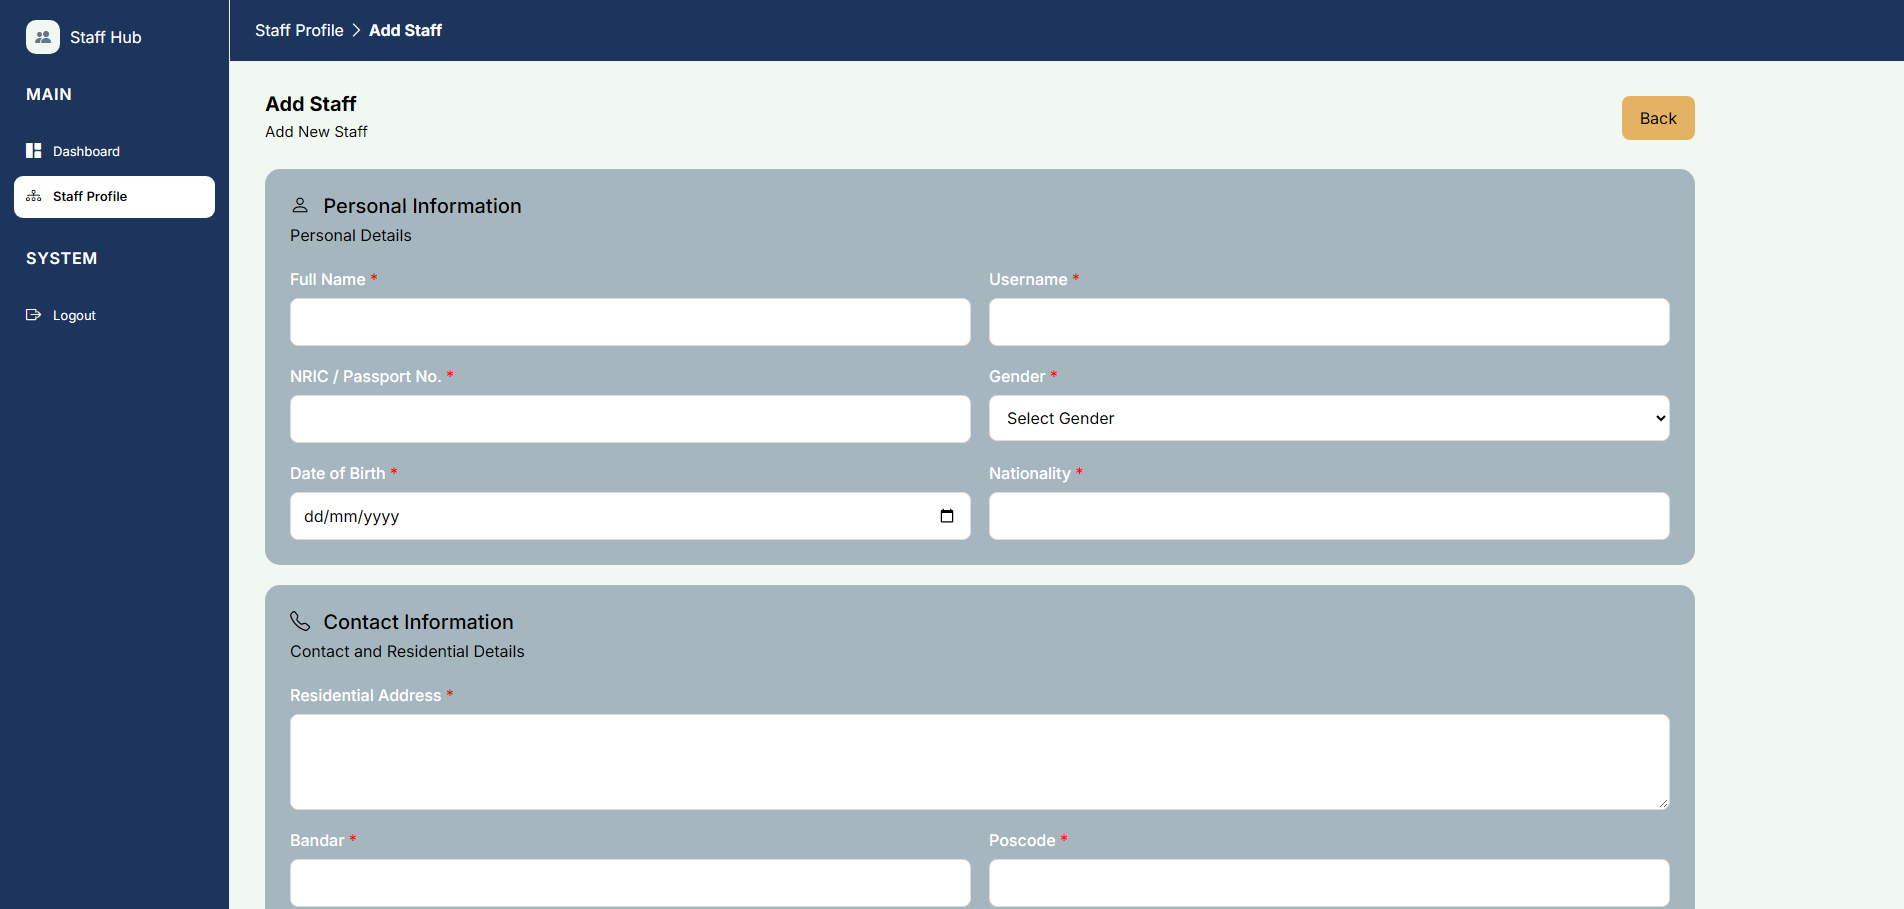 Staff Hub
MAIN
Dashboard
Staff Profile
SYSTEM
Logout
Staff Profile > Add Staff
Add Staff
Add New Staff
Back
Personal Information
Personal Details
Full Name *
Username *
NRIC / Passport No. *
Gender *
Select Gender
Date of Birth *
Nationality *
dd/mm/yyyy
Contact Information
Contact and Residential Details
Residential Address *
Bandar *
Poscode *